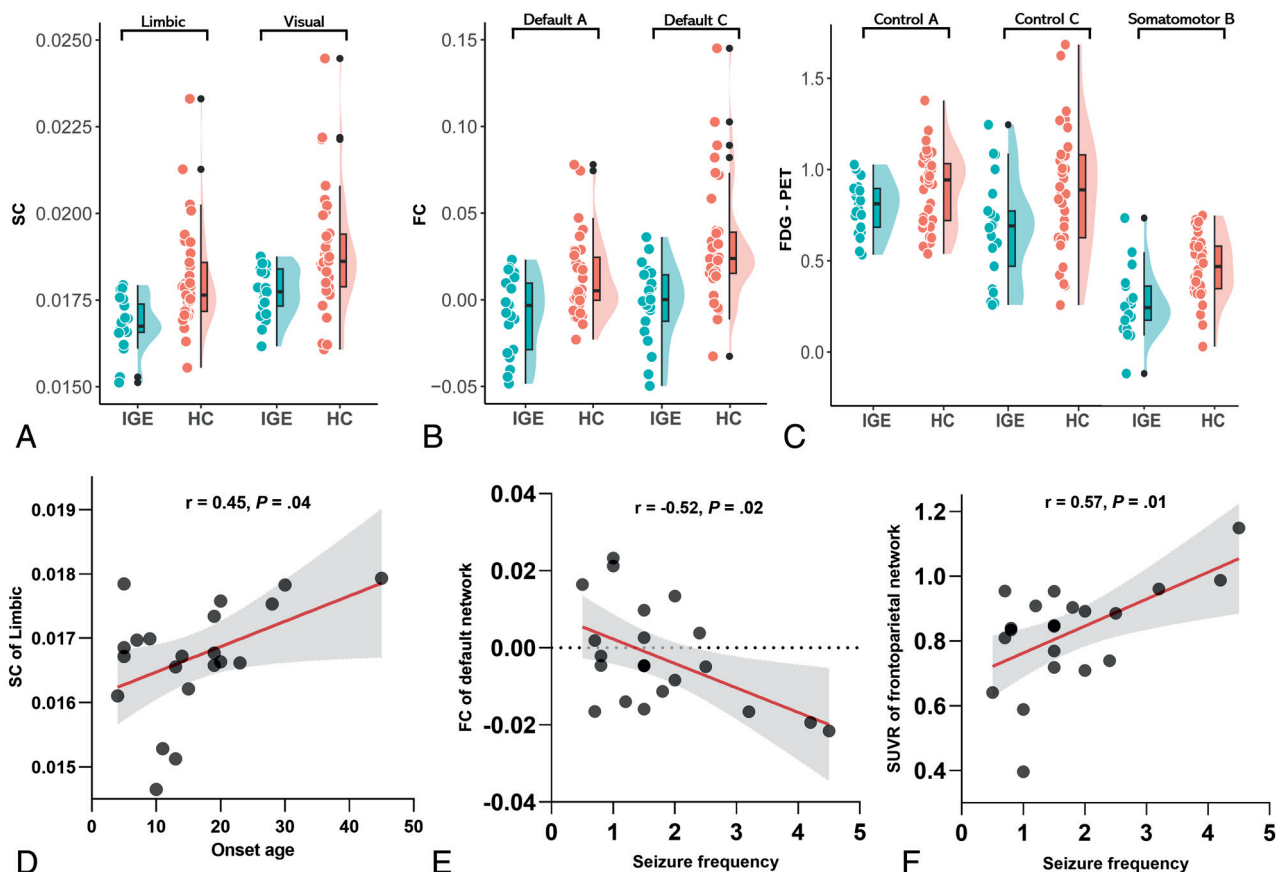 Limbic Visual
0.0250
0.0225
0.0200
0.0175
0.0150
SC
IGE HC IGE HC
A
Default A Default C
0.15
0.10
0.05
0.00
−0.05
FC
IGE HC IGE HC
B
Control A Control C Somatomotor B
1.5
1.0
0.5
0.0
FDG - PET
IGE HC IGE HC IGE HC
C
r = 0.45, P = .04
0.019
0.018
0.017
0.016
0.015
SC of Limbic
0 10 20 30 40 50
Onset age
D
r = -0.52, P = .02
0.04
0.02
0.00
-0.02
-0.04
FC of default network
0 1 2 3 4 5
Seizure frequency
E
r = 0.57, P = .01
1.2
1.0
0.8
0.6
0.4
SUVR of frontoparietal network
0 1 2 3 4 5
Seizure frequency
F